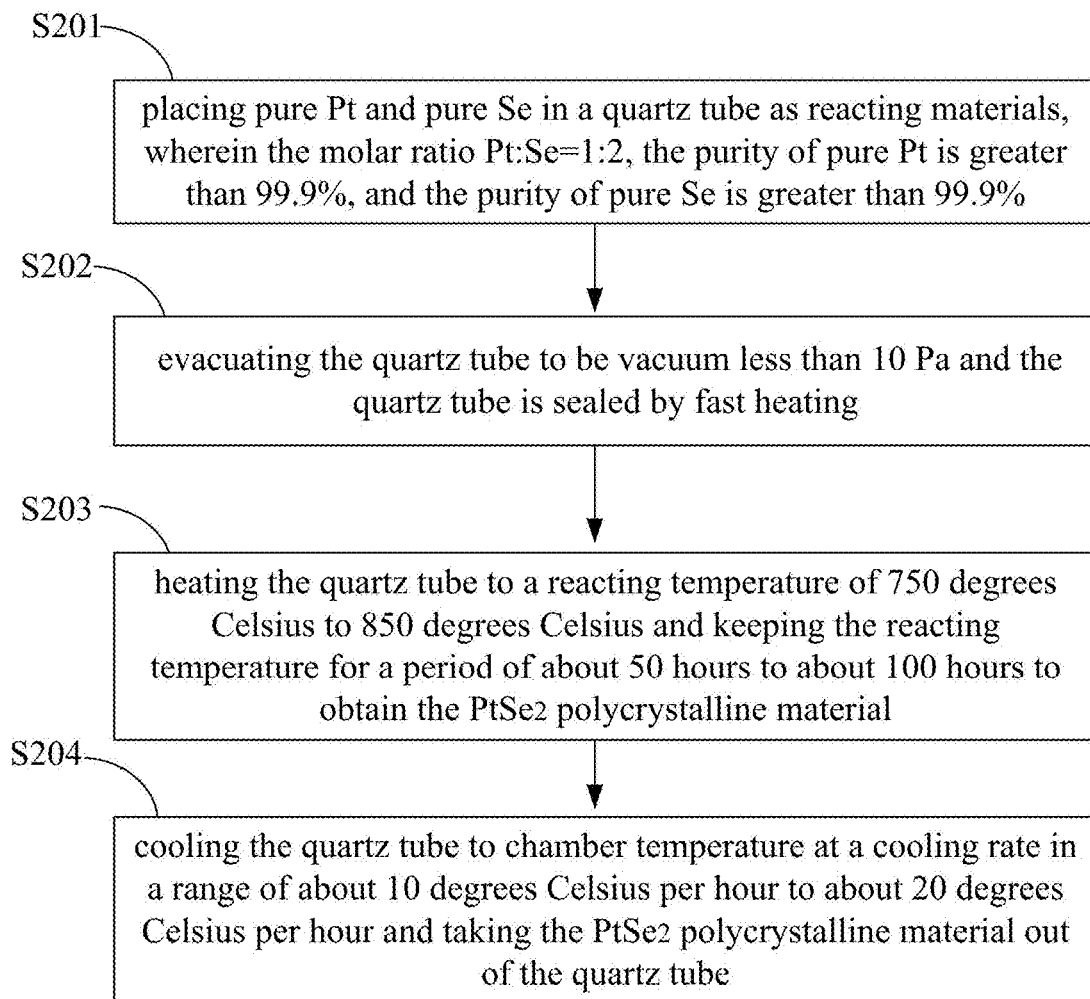 S201
placing pure Pt and pure Se in a quartz tube as reacting materials,
wherein the molar ratio Pt:Se=1:2, the purity of pure Pt is greater
than 99.9%, and the purity of pure Se is greater than 99.9%
S202
evacuating the quartz tube to be vacuum less than 10 Pa and the
quartz tube is sealed by fast heating
S203
heating the quartz tube to a reacting temperature of 750 degrees
Celsius to 850 degrees Celsius and keeping the reacting
temperature for a period of about 50 hours to about 100 hours to
obtain the PtSe2 polycrystalline material
S204
cooling the quartz tube to chamber temperature at a cooling rate in
a range of about 10 degrees Celsius per hour to about 20 degrees
Celsius per hour and taking the PtSe2 polycrystalline material out
of the quartz tube